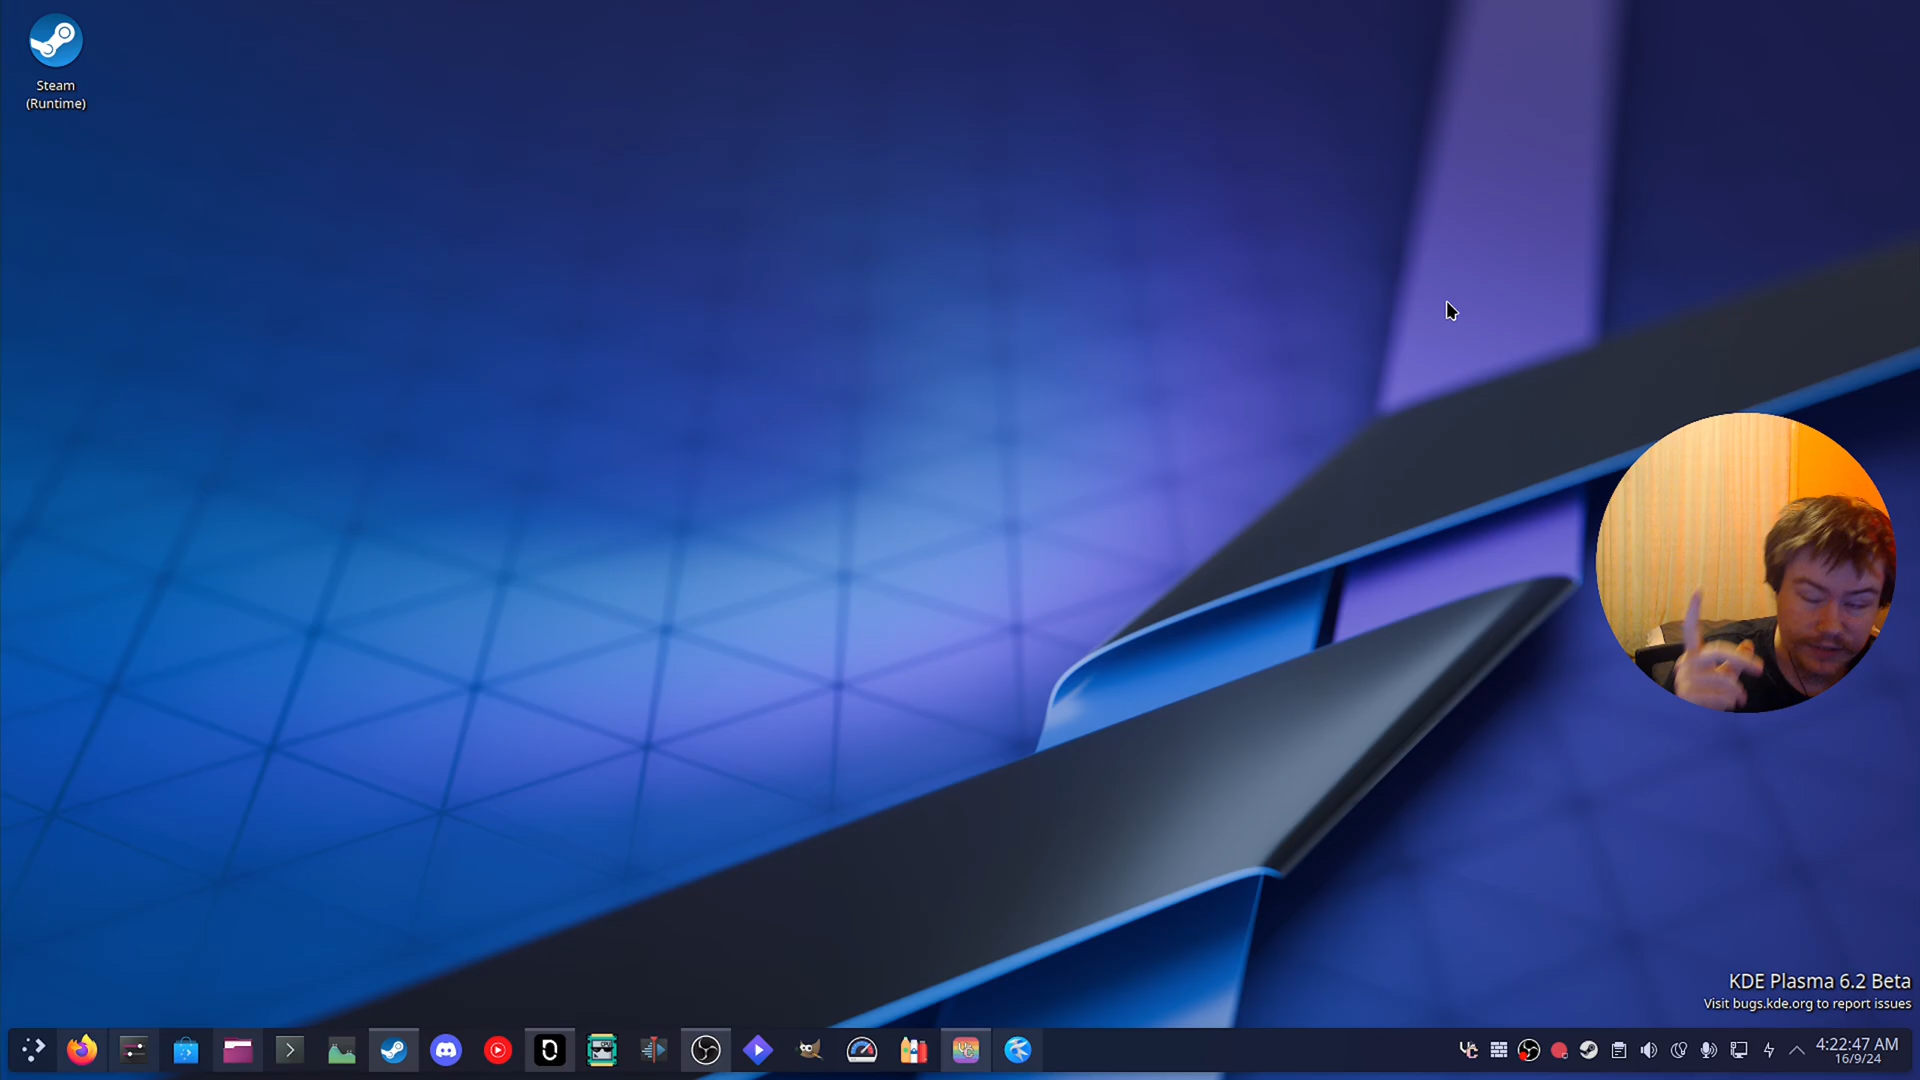 Steam
(Runtime)
KDE Plasma 6.2 Beta
Visit bugs.kde.org to report issues
4:22:47 AM
16/9/24